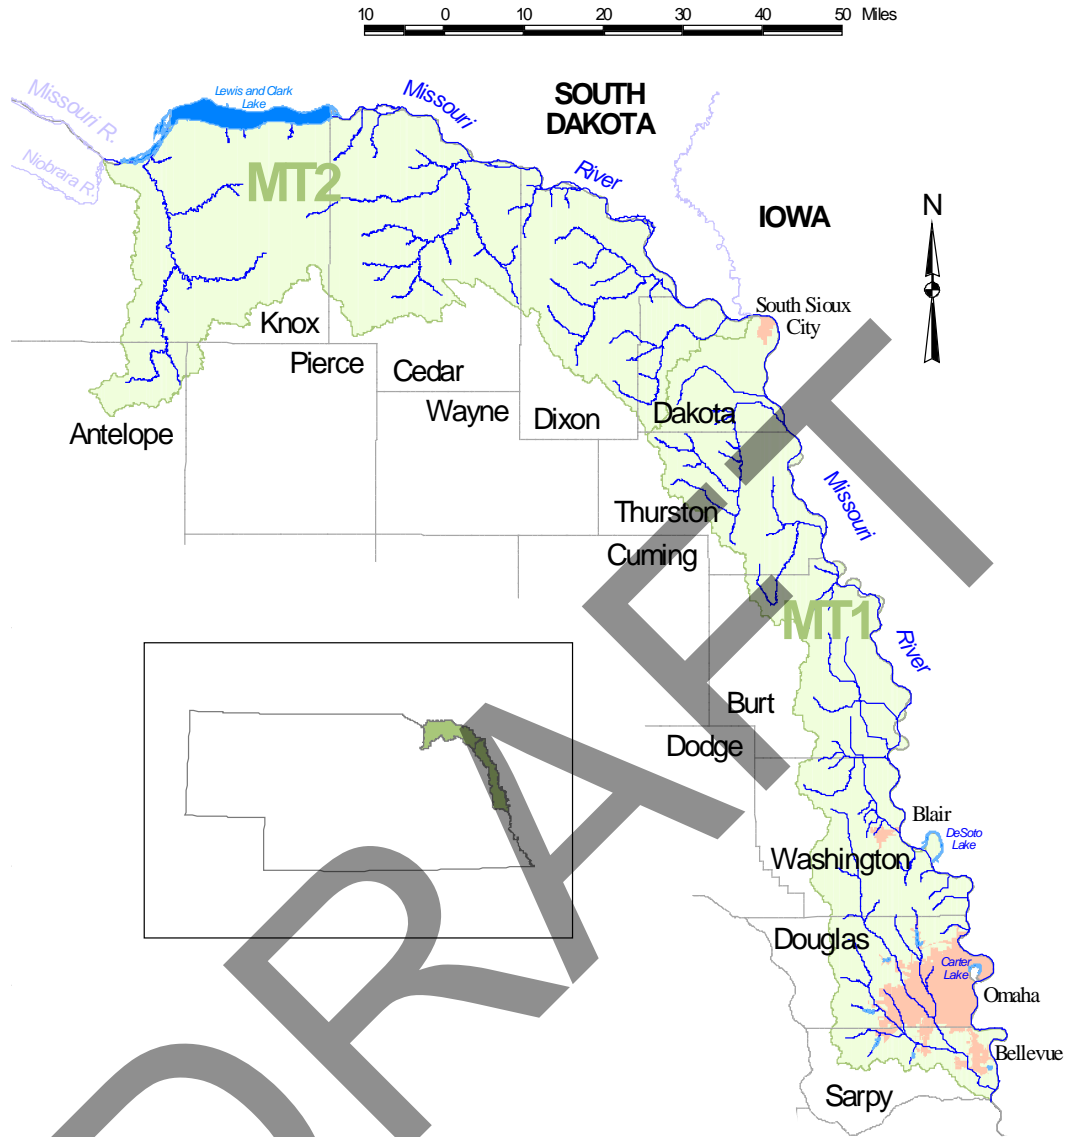 10 0 10 20 30 40 50 Miles
Lewis and Clark
Lake
Missouri R.
Niobrara R.
Missouri
River
SOUTH
DAKOTA
IOWA
N
MT2
South Sioux
City
Knox
Pierce
Cedar
Wayne
Dixon
Dakota
Antelope
Missouri
Thurston
Cuming
MT1
River
Burt
Dodge
Blair
DeSoto
Lake
Washington
Douglas
Carter
Lake
Omaha
Bellevue
Sarpy
DRAFT